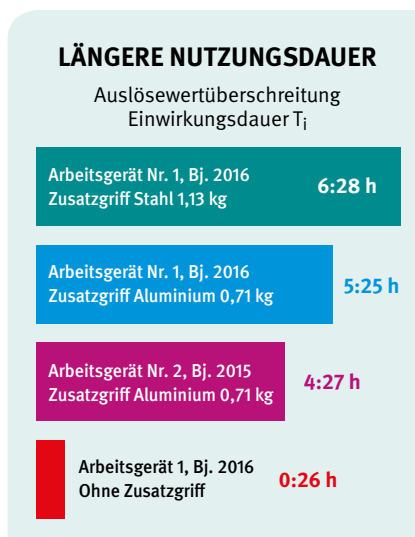 LÄNGERE NUTZUNGSDAUER
Auslösewertüberschreitung
Einwirkungsdauer Ti
Arbeitsgerät Nr. 1, Bj. 2016
Zusatzgriff Stahl 1,13 kg
6:28 h
Arbeitsgerät Nr. 1, Bj. 2016
Zusatzgriff Aluminium 0,71 kg
5:25 h
Arbeitsgerät Nr. 2, Bj. 2015
Zusatzgriff Aluminium 0,71 kg
4:27 h
Arbeitsgerät 1, Bj. 2016
Ohne Zusatzgriff
0:26 h